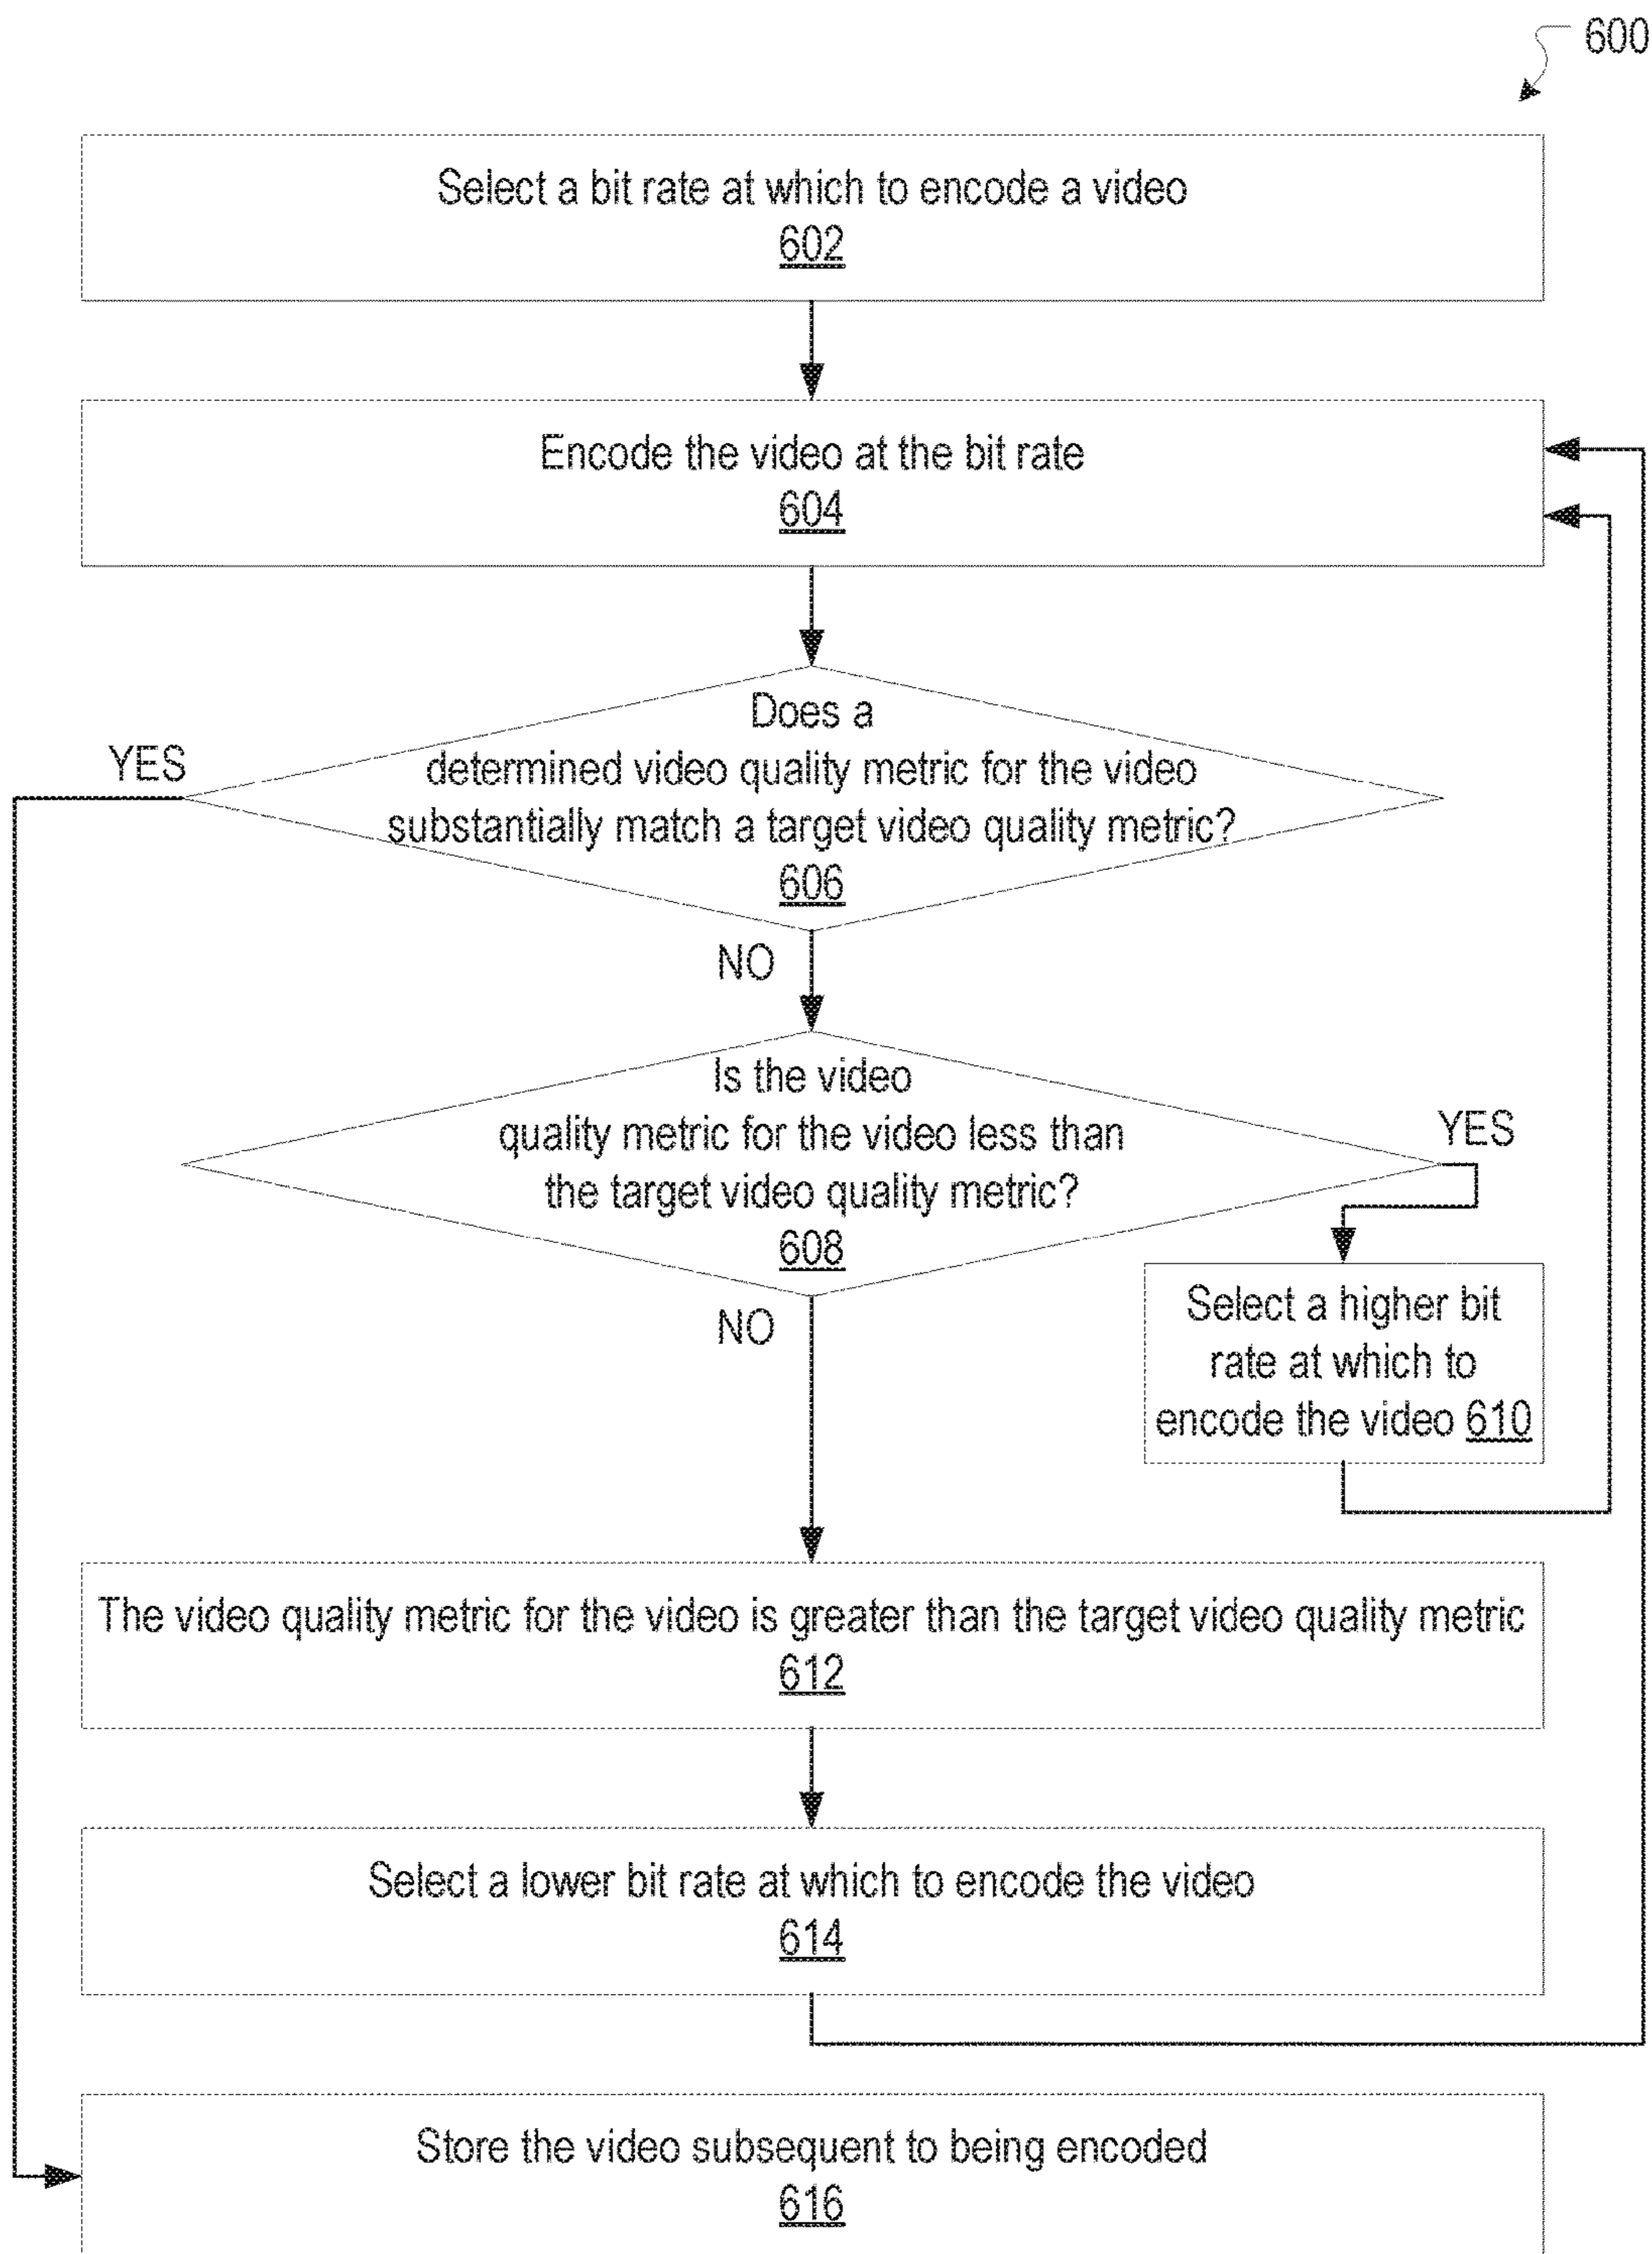 600
Select a bit rate at which to encode a video
602
Encode the video at the bit rate
604
Does a
YES
determined video quality metric for the video
substantially match a target video quality metric?
606
NO
Is the video
quality metric for the video less than
YES
the target video quality metric?
608
NO
Select a higher bit
rate at which to
encode the video 610
The video quality metric for the video is greater than the target video quality metric
612
Select a lower bit rate at which to encode the video
614
Store the video subsequent to being encoded
616